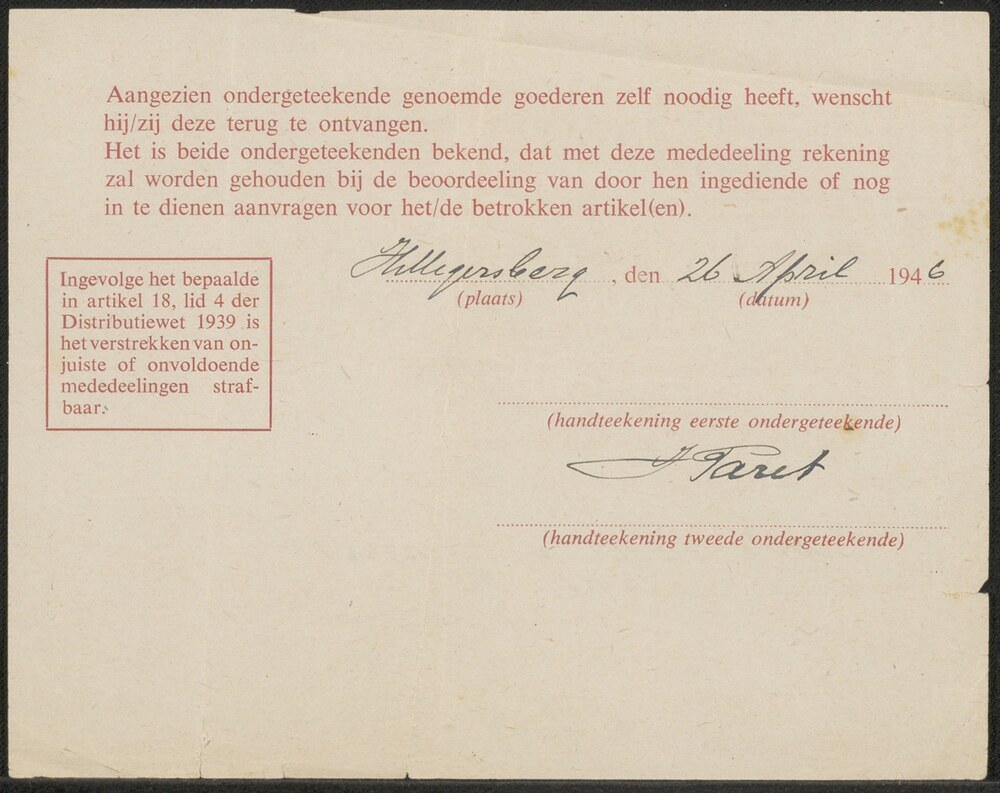 Aangezien ondergeteekende genoemde goederen zelf noodig heeft, wenscht
hij/zij deze terug te ontvangen.
Het is beide ondergeteekenden bekend, dat met deze mededeeling rekening
zal worden gehouden bij de beoordeeling van door hen ingediende of nog
in te dienen aanvragen voor het/de betrokken artikel(en).
Hillegersberg, den 26 April 1946
(plaats) (datum)
Ingevolge het bepaalde
in artikel 18, lid 4 der
Distributiewet 1939 is
het verstrekken van on-
juiste of onvoldoende
mededeelingen straf-
baar.
(handteekening eerste ondergeteekende)
J Taret
(handteekening tweede ondergeteekende)